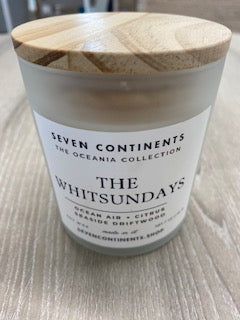 SEVEN CONTINENTS
THE OCEANIA COLLECTION
THE
WHITSUNDAYS
OCEAN AIR + CITRUS
SEASIDE DRIFTWOOD
made in
SEVENCONTINENTS.SHOP